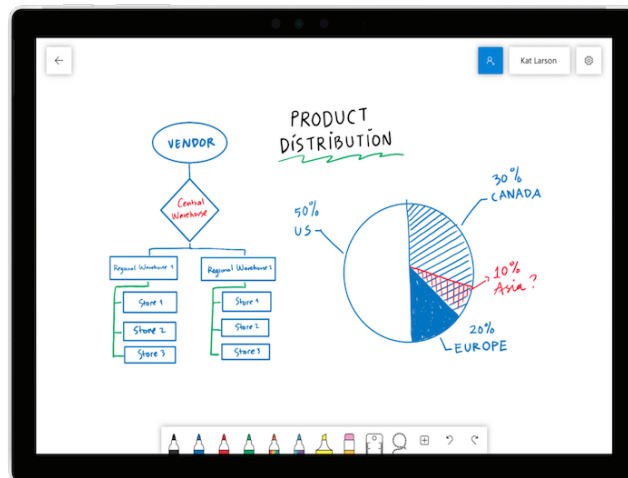 Kat Larson
PRODUCT
DISTRIBUTION
VENDOR
Central
Warehouse
Regional Warehouse 1
Regional Warehouse 2
Store 1
Store 2
Store 3
Store 1
Store 2
Store 3
50%
US
30%
CANADA
10%
Asia?
20%
EUROPE